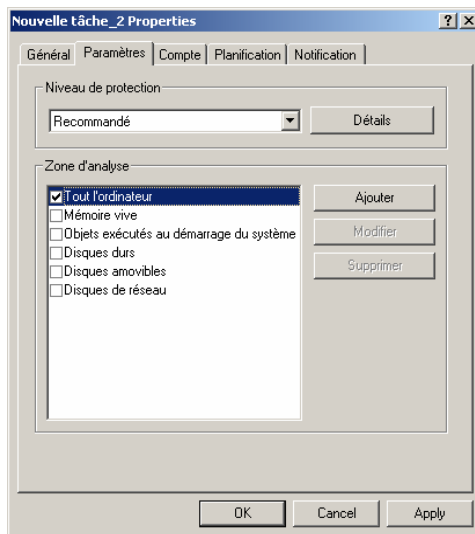 Nouvelle tâche_2 Properties
Général Paramètres Compte Planification Notification
Niveau de protection
Recommandé Détails
Zone d'analyse
Tout l'ordinateur Ajouter
Mémoire vive
Objets exécutés au démarrage du système Modifier
Disques durs
Disques amovibles Supprimer
Disques de réseau
OK Cancel Apply